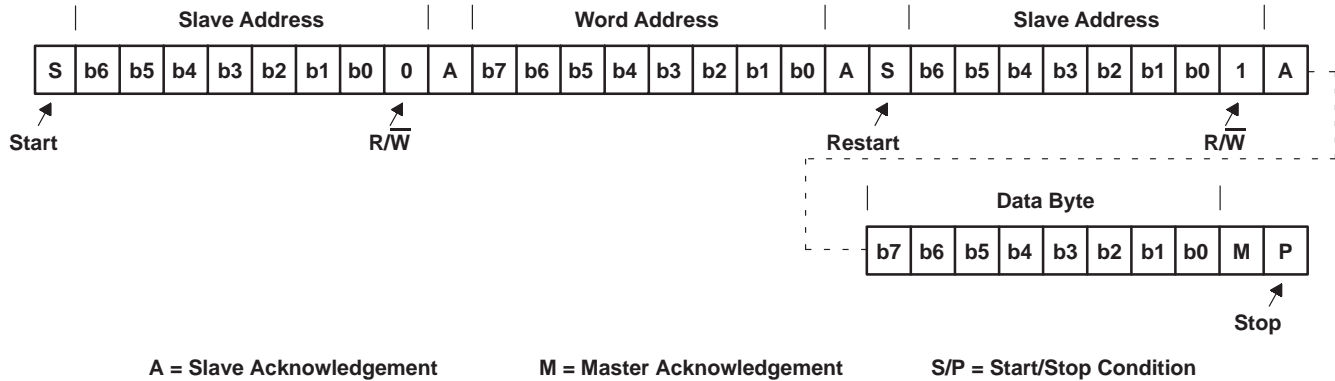 Slave Address Word Address Slave Address
S b6 b5 b4 b3 b2 b1 b0 0 A b7 b6 b5 b4 b3 b2 b1 b0 A S b6 b5 b4 b3 b2 b1 b0 1 A
Start R/W̅ Restart R/W̅
Data Byte
b7 b6 b5 b4 b3 b2 b1 b0 M P
Stop
A = Slave Acknowledgement M = Master Acknowledgement S/P = Start/Stop Condition